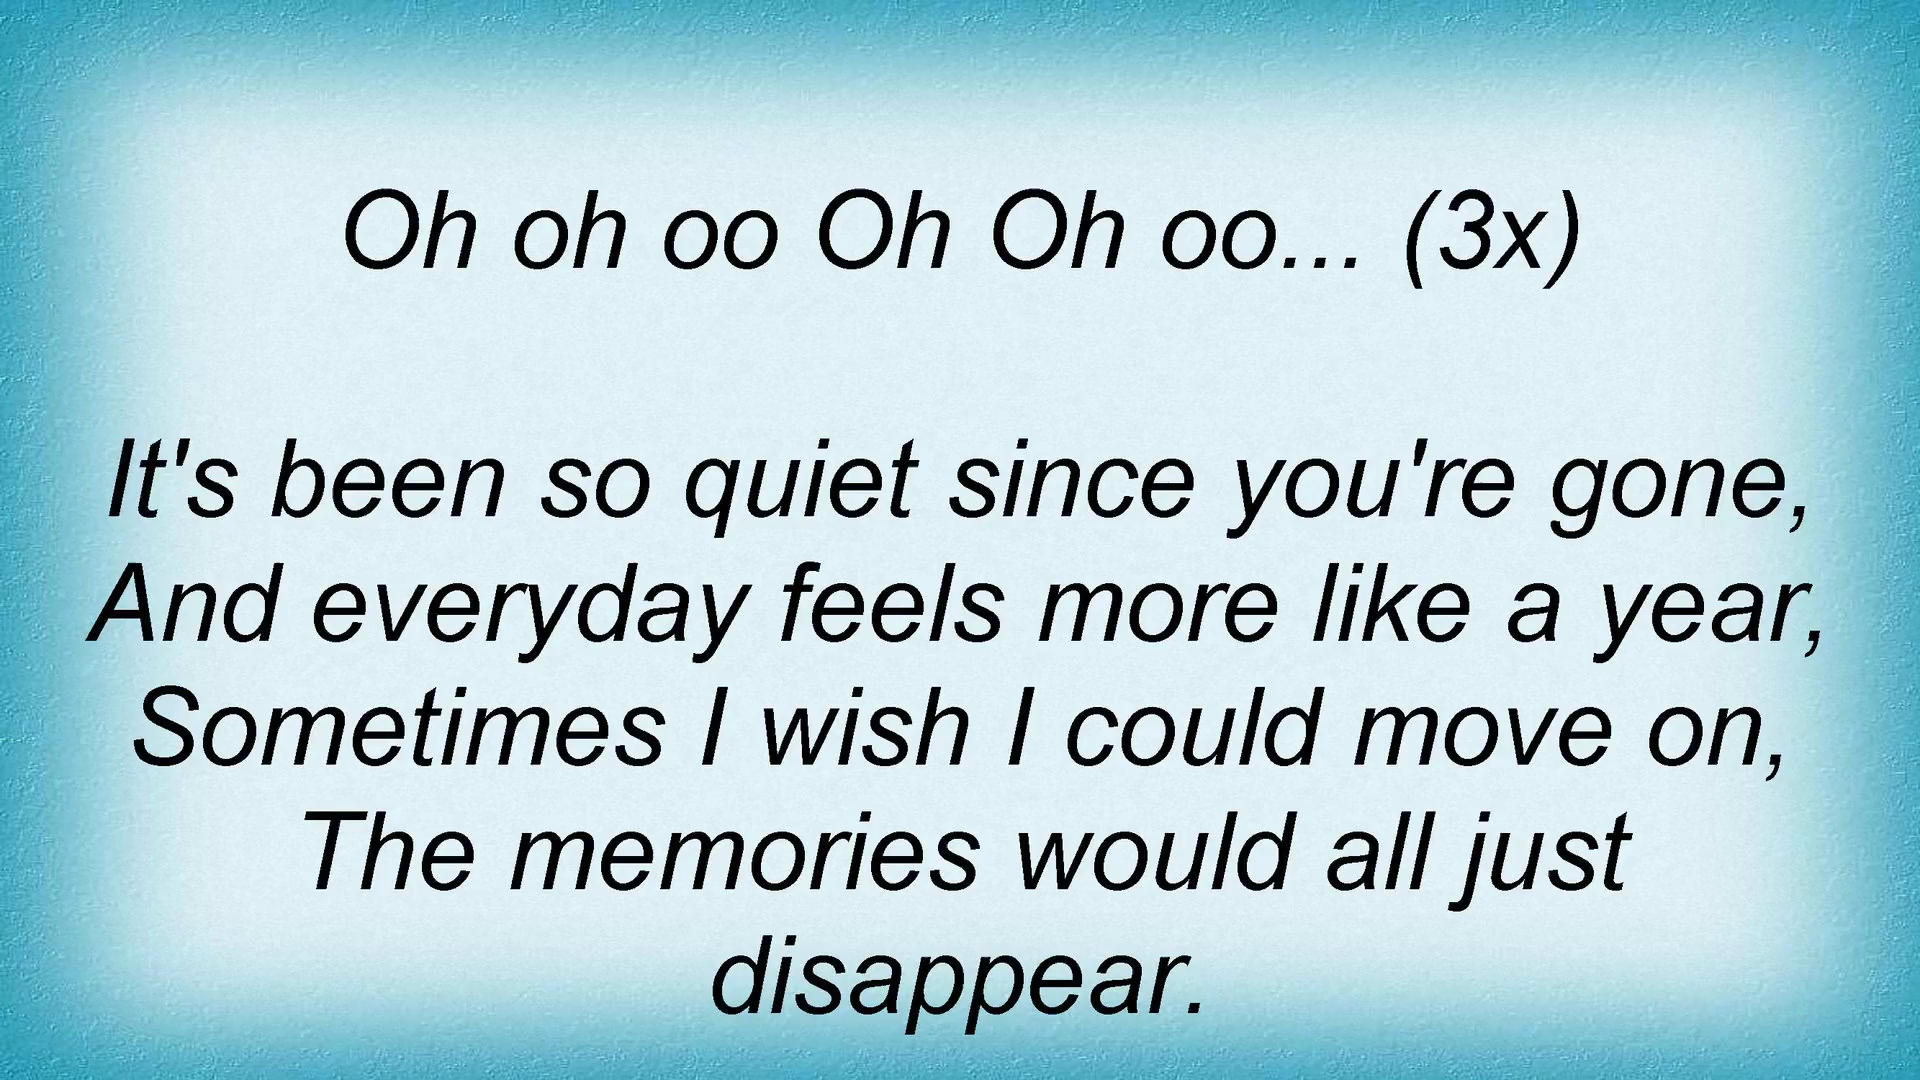 Oh oh oo Oh Oh oo... (3x)
It's been so quiet since you're gone,
And everyday feels more like a year,
Sometimes I wish I could move on,
The memories would all just
disappear.